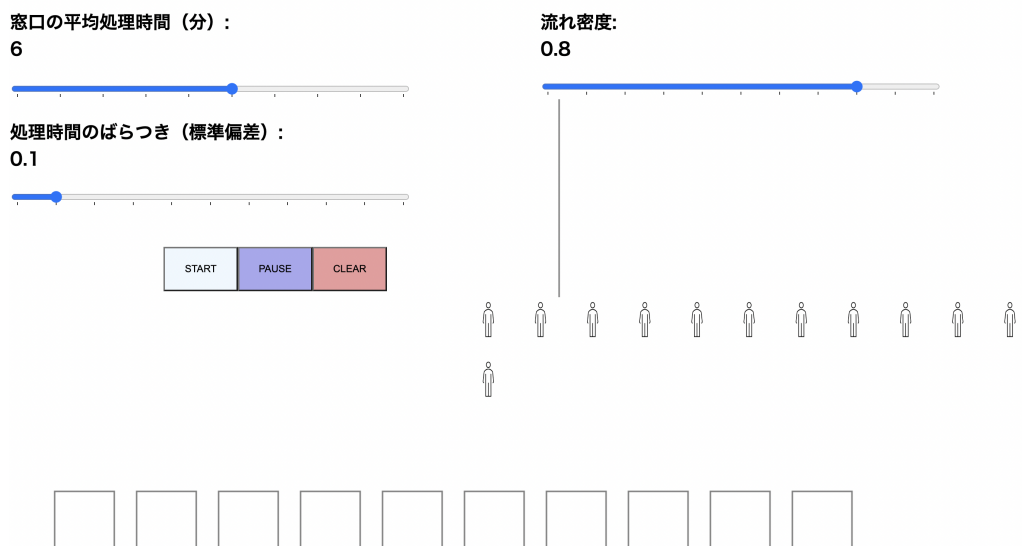 窓口の平均処理時間（分）:
6
処理時間のばらつき（標準偏差）:
0.1
START PAUSE CLEAR
流れ密度:
0.8